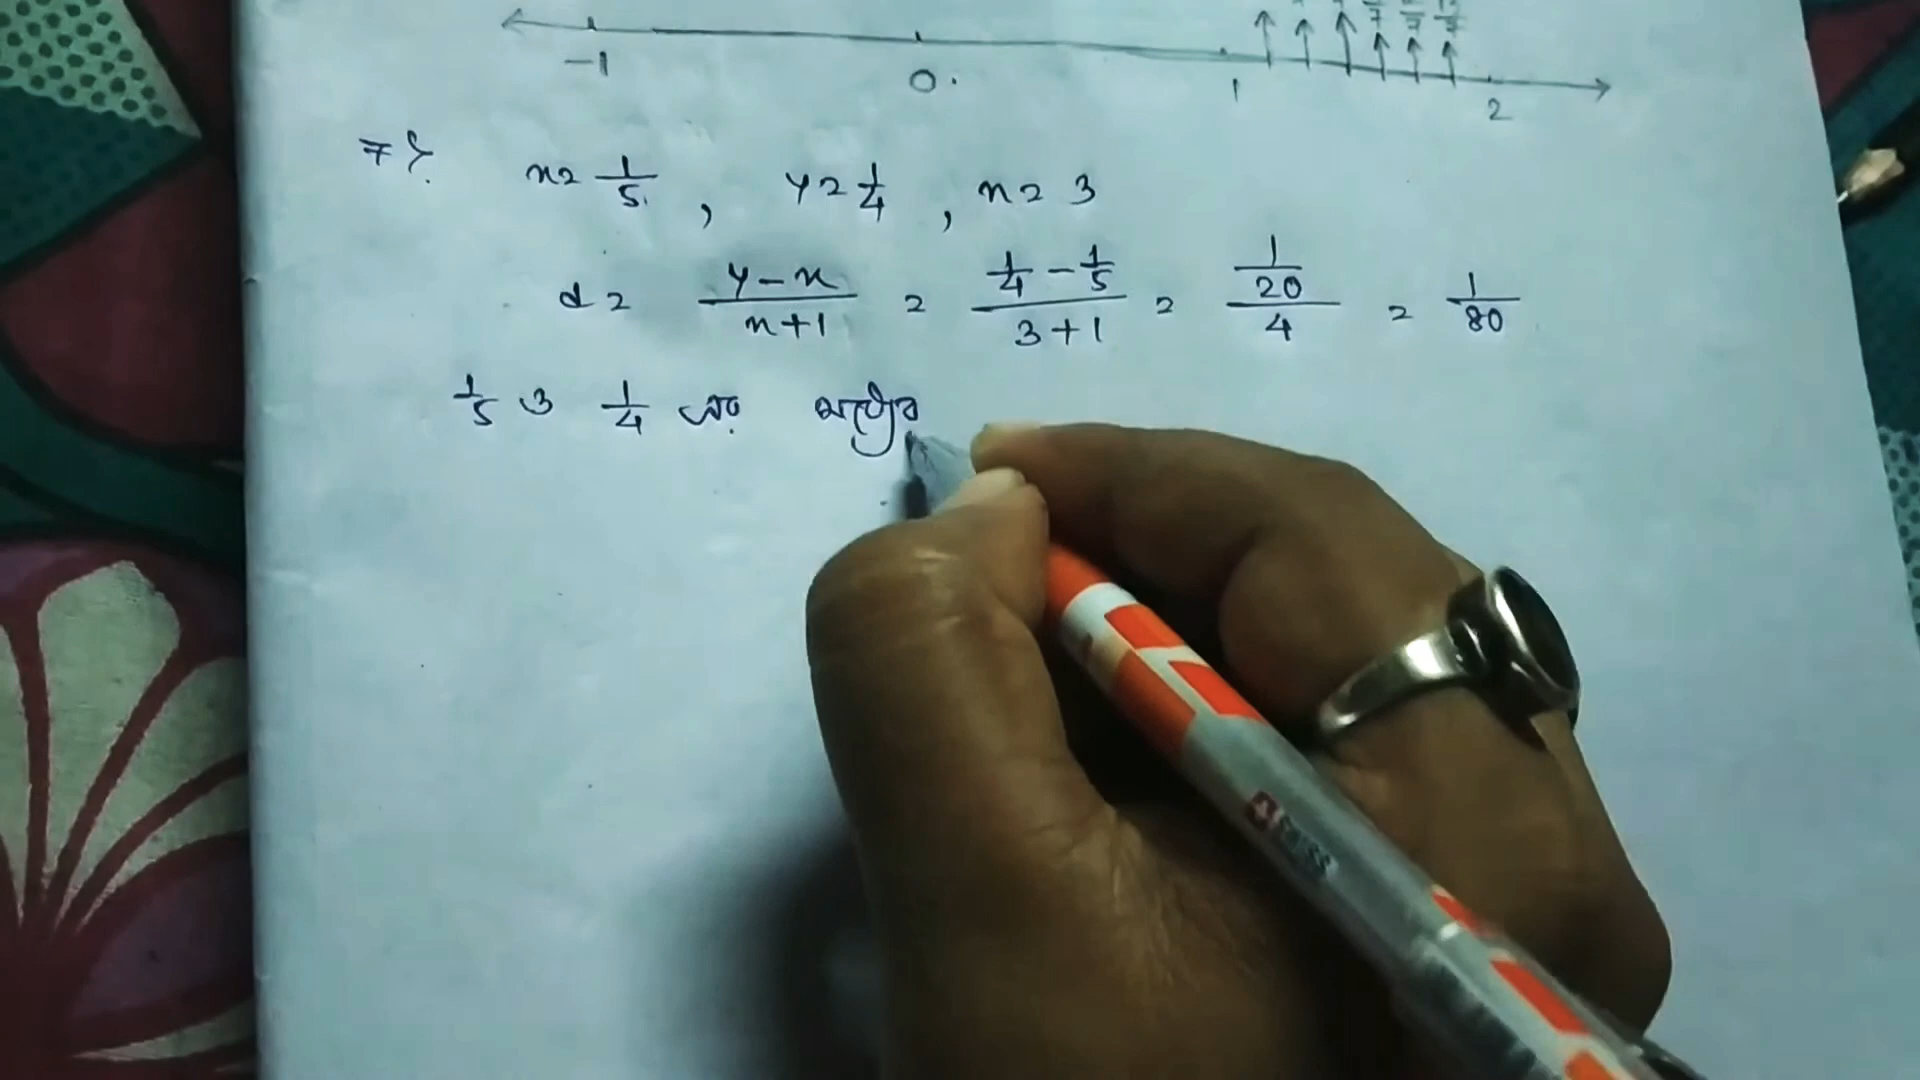 -1 0 1 2
7>. x = 1/5, y = 1/4, n = 3
d = (y-x)/(n+1) = (1/4 - 1/5)/(3+1) = (1/20)/4 = 1/80
1/5 ও 1/4 এর মধ্যে